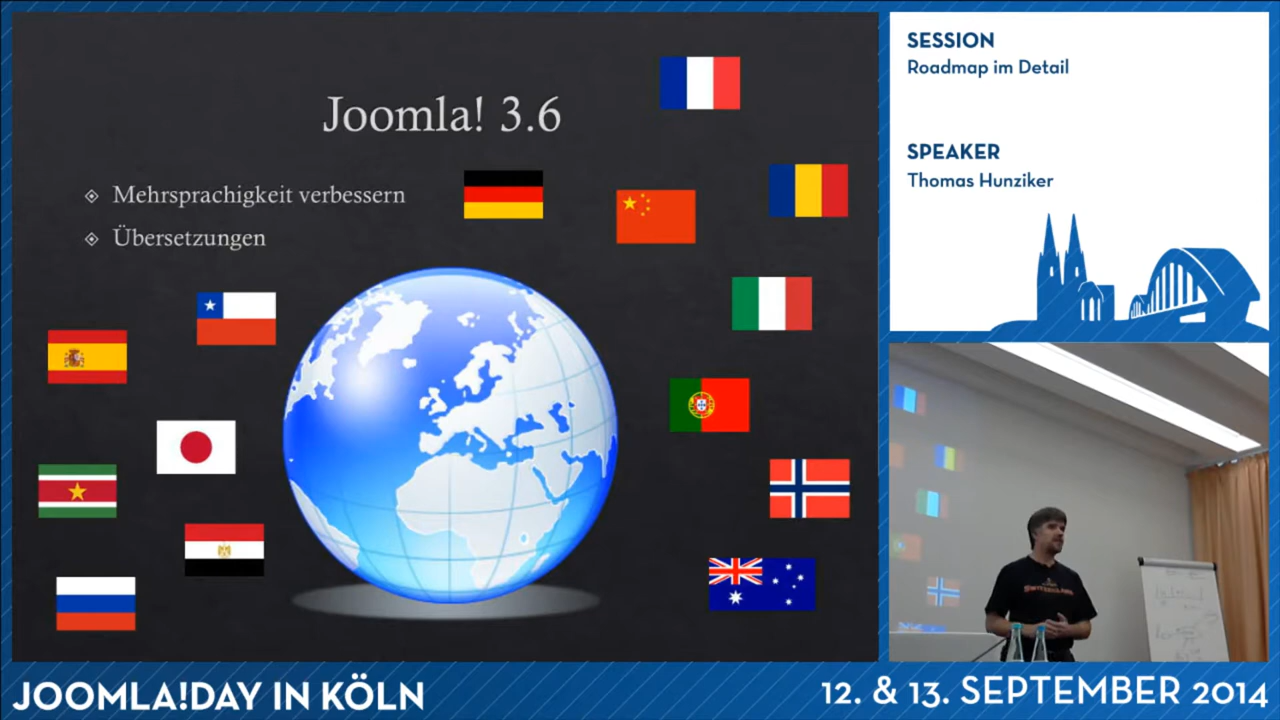 Joomla! 3.6
Mehrsprachigkeit verbessern
Übersetzungen
SESSION
Roadmap im Detail
SPEAKER
Thomas Hunziker
JOOMLA!DAY IN KÖLN
12. & 13. SEPTEMBER 2014